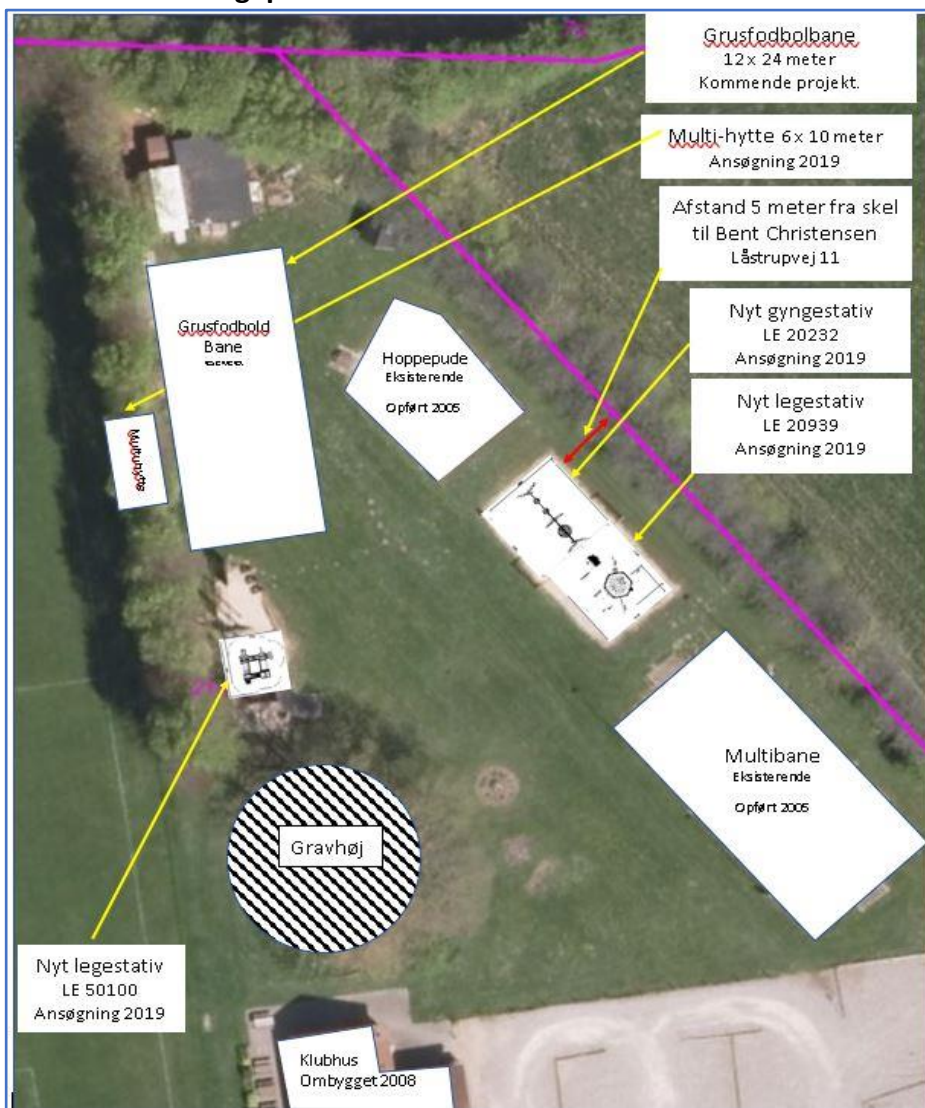 Grusfodbolbane
12 x 24 meter
Kommende projekt.
Multi-hytte 6 x 10 meter
Ansøgning 2019
Afstand 5 meter fra skel
til Bent Christensen
Låstrupvej 11
Nyt gyngestativ
LE 20232
Ansøgning 2019
Nyt legestativ
LE 20939
Ansøgning 2019
Grusfodbold
Bane
Hoppepude
Eksisterende
Opført 2005
Multibane
Eksisterende
Opført 2005
Gravhøj
Nyt legestativ
LE 50100
Ansøgning 2019
Klubhus
Ombygget 2008